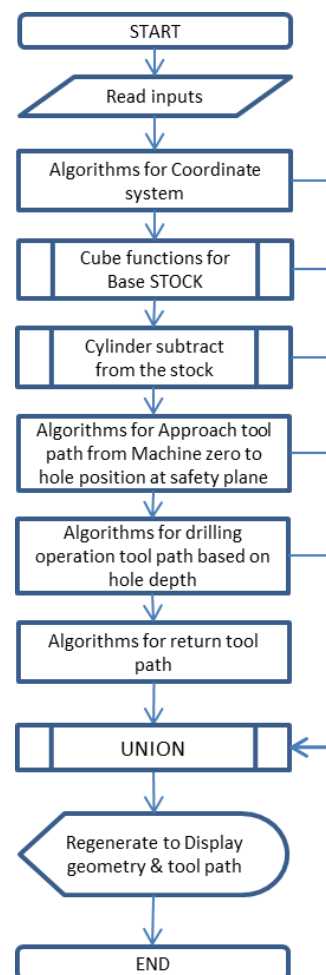 START
Read inputs
Algorithms for Coordinate
system
Cube functions for
Base STOCK
Cylinder subtract
from the stock
Algorithms for Approach tool
path from Machine zero to
hole position at safety plane
Algorithms for drilling
operation tool path based on
hole depth
Algorithms for return tool
path
UNION
Regenerate to Display
geometry & tool path
END